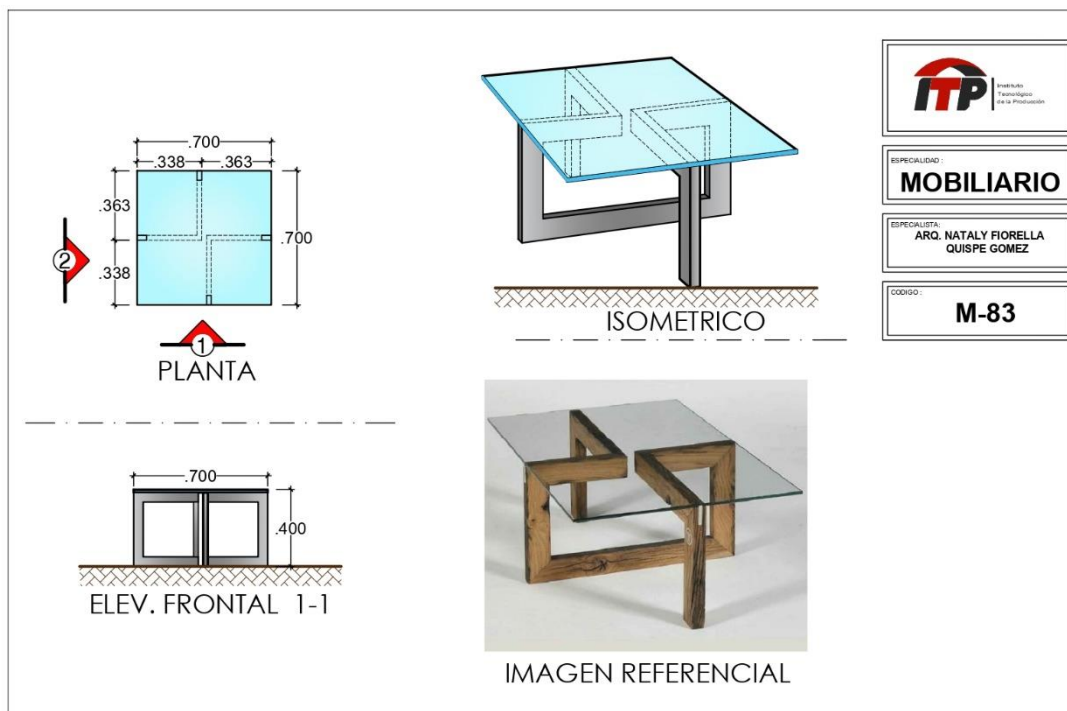 .700
.338
.363
.363
.338
.700
2
1
PLANTA
.700
.400
ELEV. FRONTAL 1-1
ISOMETRICO
IMAGEN REFERENCIAL
ITP
Instituto
Tecnológico
de la Producción
ESPECIALIDAD :
MOBILIARIO
ESPECIALISTA:
ARQ. NATALY FIORELLA
QUISPE GOMEZ
CODIGO :
M-83